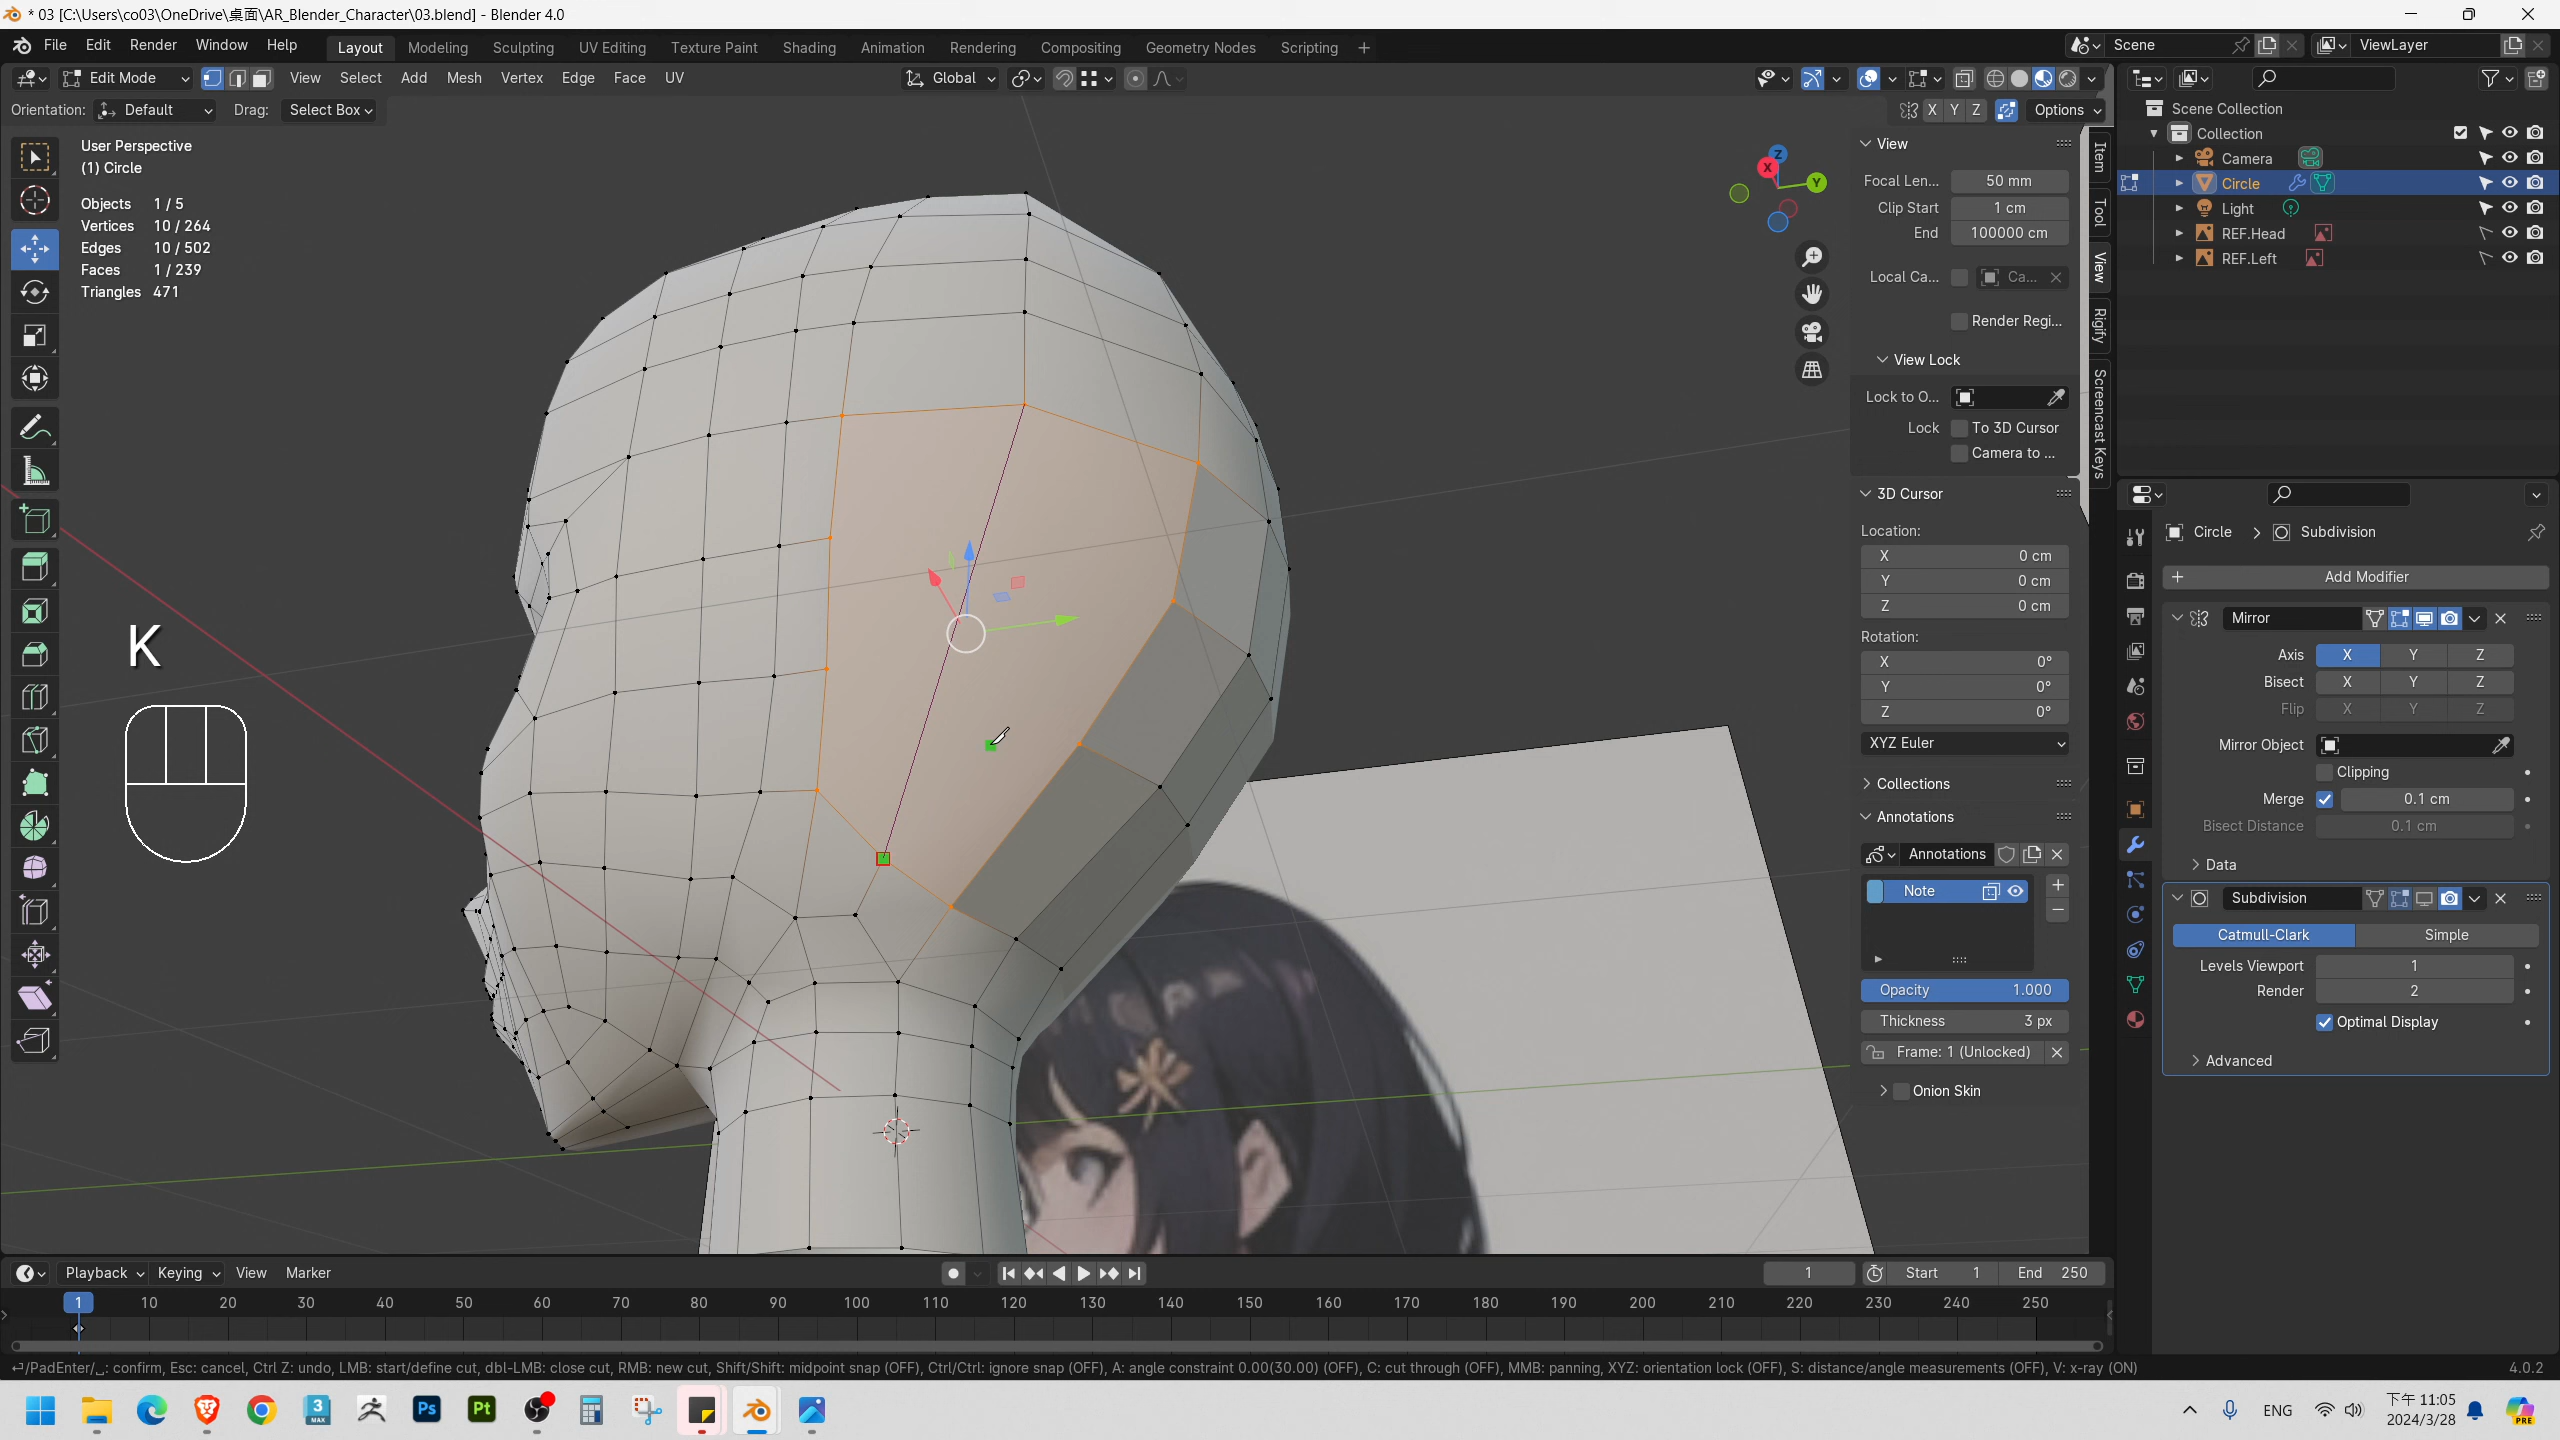 * 03 [C:\Users\co03\OneDrive\桌面\AR_Blender_Character\03.blend] - Blender 4.0
File Edit Render Window Help Layout Modeling Sculpting UV Editing Texture Paint Shading Animation Rendering Compositing Geometry Nodes Scripting + Scene ViewLayer
Edit Mode View Select Add Mesh Vertex Edge Face UV Global
Orientation: Default Drag: Select Box X Y Z Options
User Perspective
(1) Circle
Objects 1 / 5
Vertices 10 / 264
Edges 10 / 502
Faces 1 / 239
Triangles 471
K
Z
X
Y
View
Focal Len... 50 mm
Clip Start 1 cm
End 100000 cm
Local Ca... Ca...
Render Regi...
View Lock
Lock to O...
Lock To 3D Cursor
Camera to ...
3D Cursor
Location:
X 0 cm
Y 0 cm
Z 0 cm
Rotation:
X 0°
Y 0°
Z 0°
XYZ Euler
Collections
Annotations
Annotations
Note
Opacity 1.000
Thickness 3 px
Frame: 1 (Unlocked)
Onion Skin
Item
Tool
View
Rigify
Screencast Keys
Scene Collection
Collection
Camera
Circle
Light
REF.Head
REF.Left
Circle > Subdivision
+ Add Modifier
Mirror
Axis X Y Z
Bisect X Y Z
Flip X Y Z
Mirror Object
Clipping
Merge 0.1 cm
Bisect Distance 0.1 cm
Data
Subdivision
Catmull-Clark Simple
Levels Viewport 1
Render 2
Optimal Display
Advanced
Playback Keying View Marker 1 Start 1 End 250
1 10 20 30 40 50 60 70 80 90 100 110 120 130 140 150 160 170 180 190 200 210 220 230 240 250
⏎/PadEnter/␣: confirm, Esc: cancel, Ctrl Z: undo, LMB: start/define cut, dbl-LMB: close cut, RMB: new cut, Shift/Shift: midpoint snap (OFF), Ctrl/Ctrl: ignore snap (OFF), A: angle constraint 0.00(30.00) (OFF), C: cut through (OFF), MMB: panning, XYZ: orientation lock (OFF), S: distance/angle measurements (OFF), V: x-ray (ON) 4.0.2
3 MAX Ps Pt ENG 下午 11:05
2024/3/28
PRE